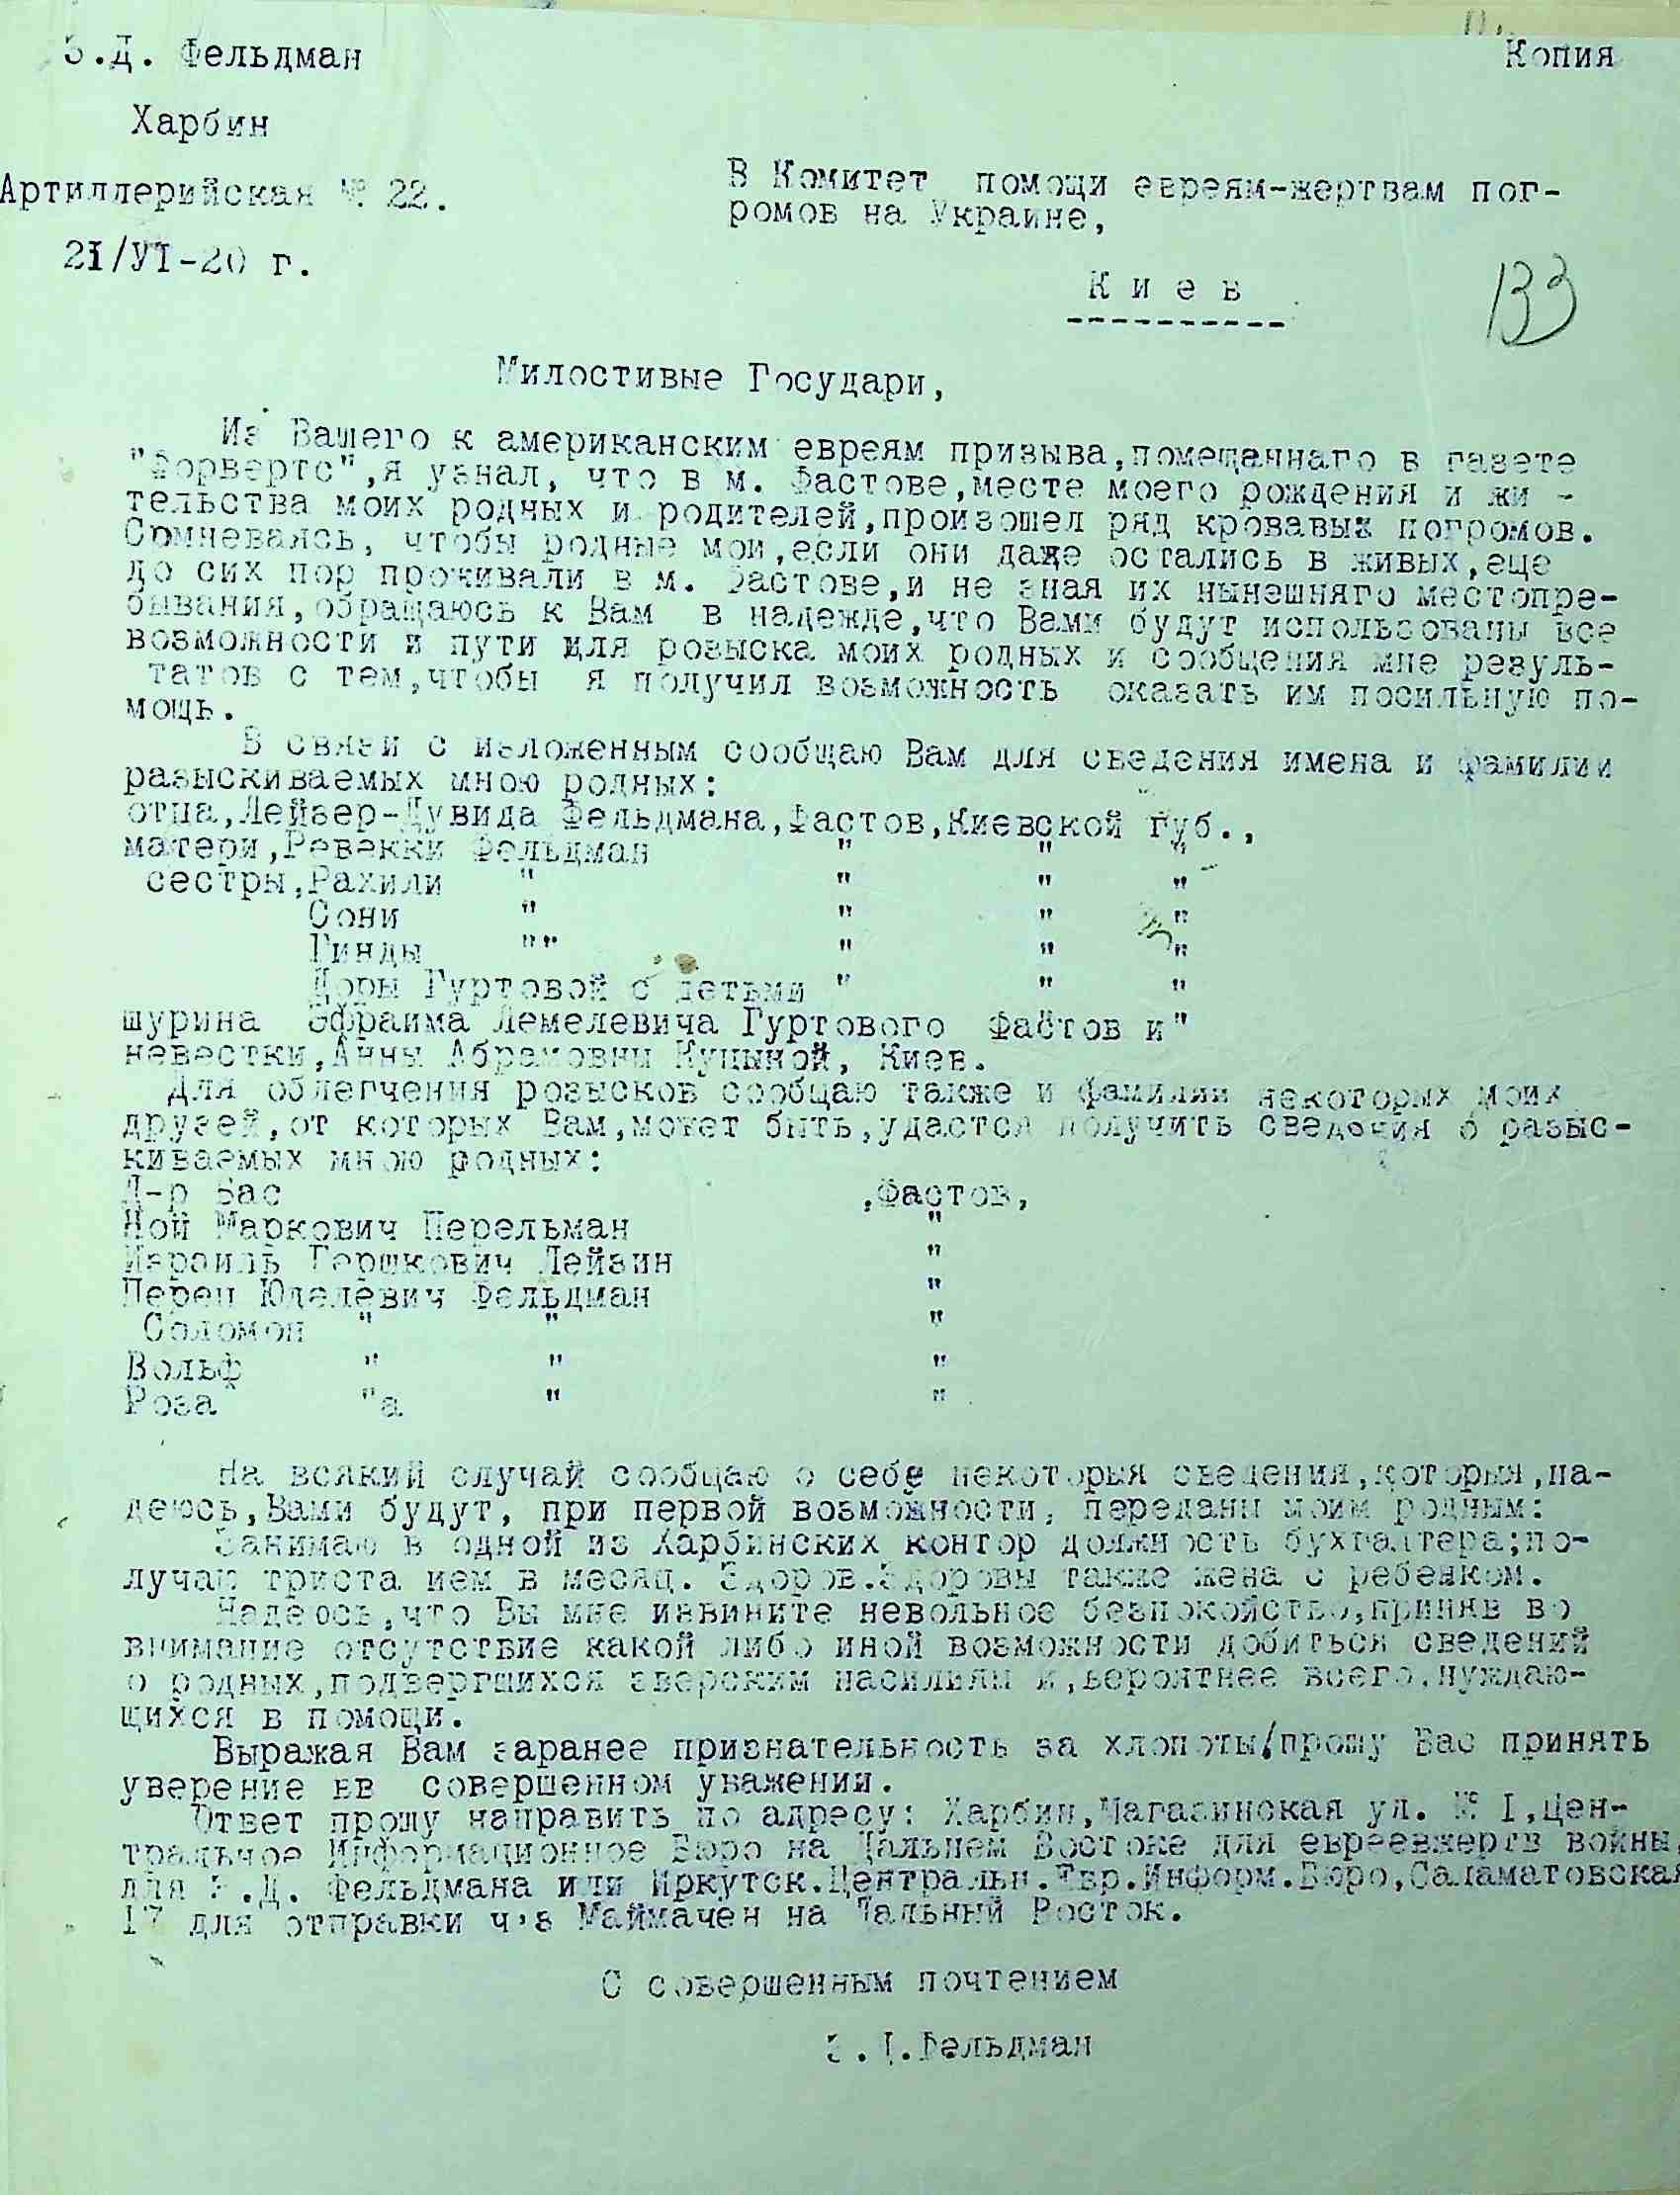 .Д. Фельдман
Копия
Харбин
Артиллерийская № 22.
21/УI-20 г.
В Комитет помощи евреям-жертвам пог-
ромов на Украине,
К и е в
----------
133
Милостивые Государи,
Из Вашего к американским евреям призыва,помещаннаго в газете
"Форвертс",я узнал, что в м. Фастове,месте моего рождения и жи -
тельства моих родных и родителей,произошел ряд кровавых погромов.
Сомневаясь, чтобы родные мои,если они даже остались в живых,еще
до сих пор проживали в м. Фастове,и не зная их нынешняго местопре-
бывания,обращаюсь к Вам в надежде,что Вами будут использованы все
возможности и пути для розыска моих родных и сообщения мне резуль-
татов с тем,чтобы я получил возможность оказать им посильную по-
мощь.
В связи с изложенным сообщаю Вам для сведения имена и фамилии
разыскиваемых мною родных:
отца,Лейзер-Дувида Фельдмана,Фастов,Киевской губ.,
матери,Ревекки Фельдман " " "
сестры,Рахили " " " "
Сони " " " "
Гинды "" " " "
Доры Гуртовой с детьми " " "
шурина Эфраима Лемелевича Гуртового Фастов и"
невестки,Анны Абрамовны Куцыной, Киев.
Для облегчения розысков сообщаю также и фамилии некоторых моих
друзей,от которых Вам,может быть,удастся получить сведения о разыс-
киваемых мною родных:
Д-р Вас ,Фастов,
Ной Маркович Перельман "
Израиль Гершкович Лейзин "
Перец Юделевич Фельдман "
Соломон " " "
Вольф " " "
Роза "а " "
На всякий случай сообщаю о себе некоторыя сведения,которыя,на-
деюсь,Вами будут, при первой возможности, переданы моим родным:
Занимаю в одной из Харбинских контор должность бухгалтера;по-
лучаю триста иен в месяц. Здоров.Здоровы также жена с ребенком.
Надеюсь,что Вы мне извините невольное безпокойство,приняв во
внимание отсутствие какой либо иной возможности добиться сведений
о родных,подвергшихся зверским насилиям и,вероятнее всего,нуждаю-
щихся в помощи.
Выражая Вам заранее признательность за хлопоты/прошу Вас принять
уверение вв совершенном уважении.
Ответ прошу направить по адресу: Харбин,Магазинская ул. № I,Цен-
тральное Информационное Бюро на Дальнем Востоке для евреевжертв войны,
для .Д. Фельдмана или Иркутск.Центральн.Евр.Информ.Бюро,Саламатовская
17 для отправки ч,з Маймачен на Дальный Восток.
С совершенным почтением
.Д.Фельдман